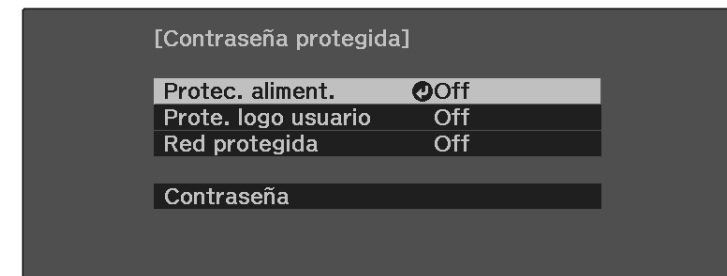 [Contraseña protegida]
Protec. aliment. Off
Prote. logo usuario Off
Red protegida Off
Contraseña